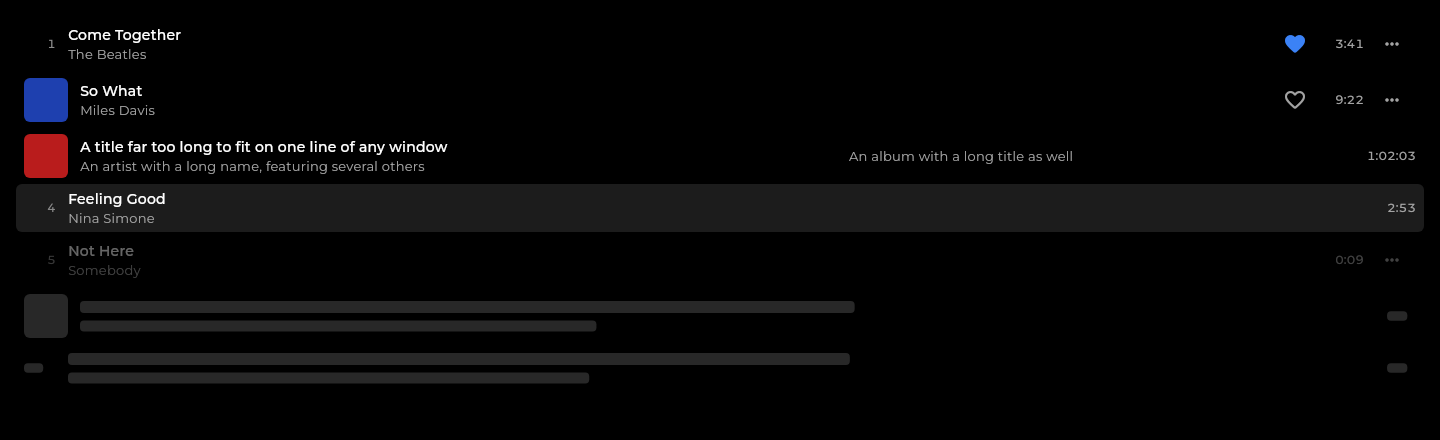 1 Come Together 3:41 •••
The Beatles
So What 9:22 •••
Miles Davis
A title far too long to fit on one line of any window
An artist with a long name, featuring several others
An album with a long title as well
1:02:03
4 Feeling Good 2:53
Nina Simone
5 Not Here 0:09 •••
Somebody